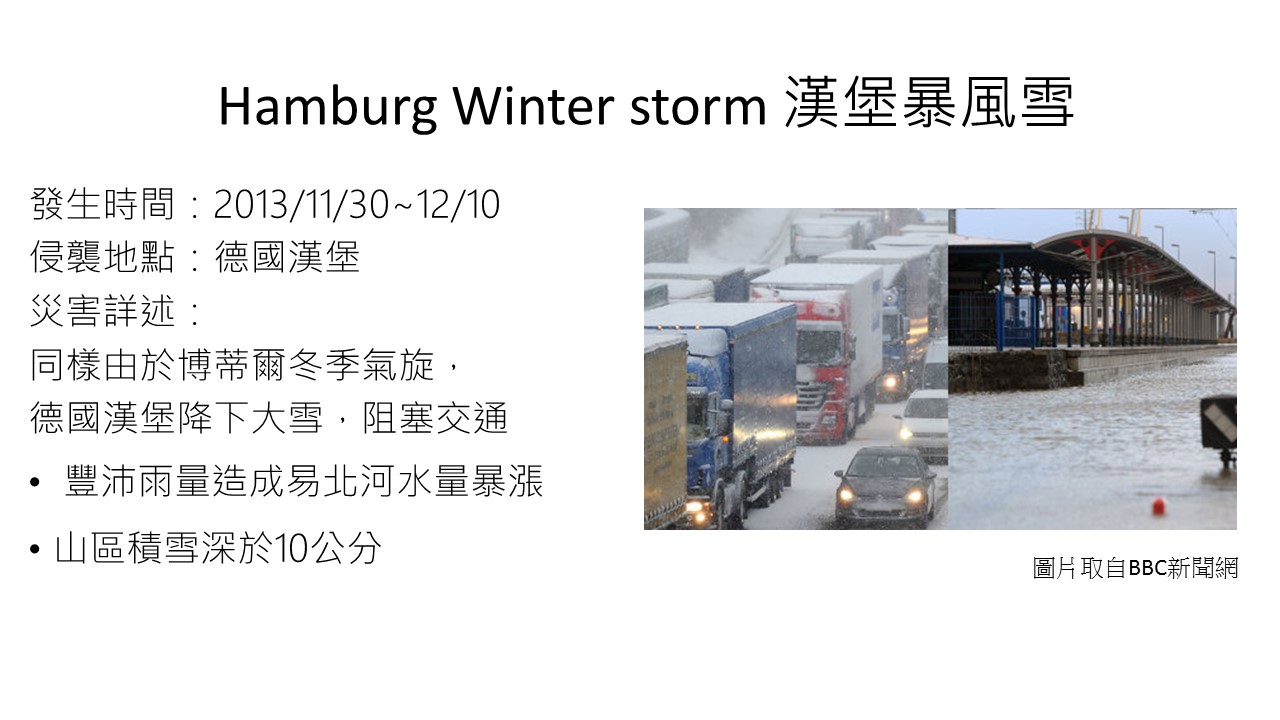 Hamburg Winter storm 漢堡暴風雪
發生時間：2013/11/30~12/10
侵襲地點：德國漢堡
災害詳述：
同樣由於博蒂爾冬季氣旋，
德國漢堡降下大雪，阻塞交通
• 豐沛雨量造成易北河水量暴漲
• 山區積雪深於10公分
圖片取自BBC新聞網